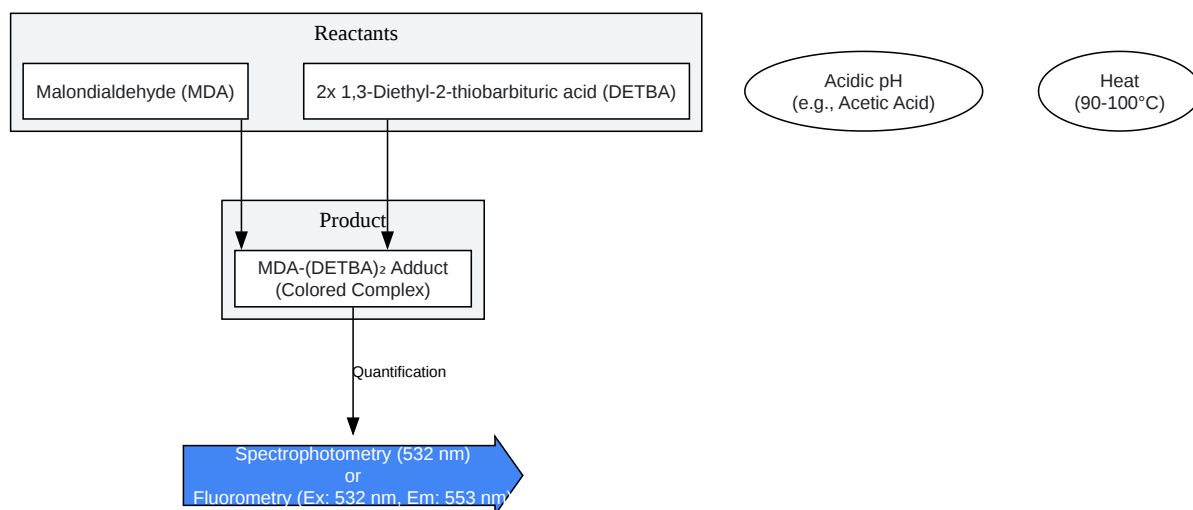 Reactants
Malondialdehyde (MDA)
2x 1,3-Diethyl-2-thiobarbituric acid (DETBA)
Acidic pH
(e.g., Acetic Acid)
Heat
(90-100°C)
Product
MDA-(DETBA)₂ Adduct
(Colored Complex)
Quantification
Spectrophotometry (532 nm)
or
Fluorometry (Ex: 532 nm, Em: 553 nm)